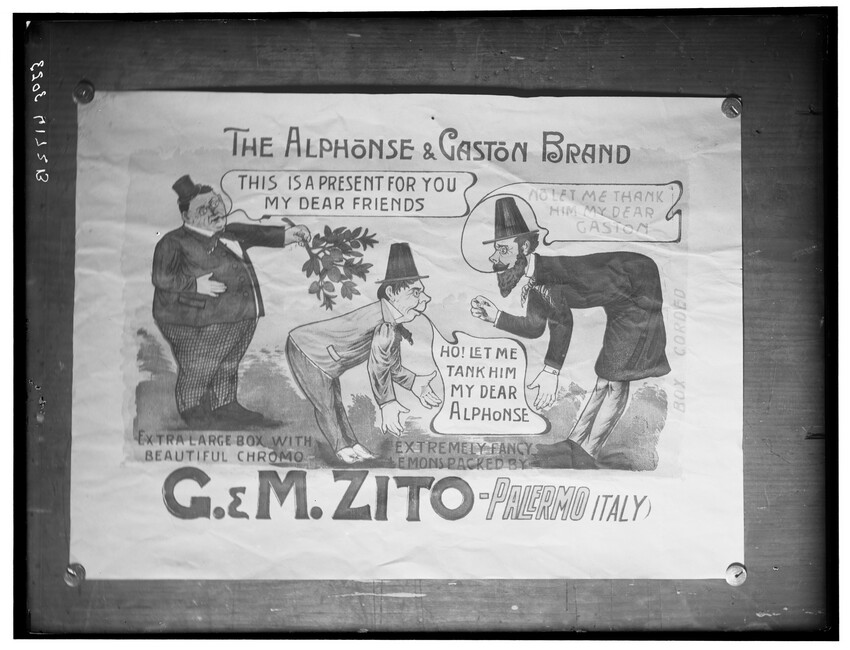 THE ALPHŌNSE & GASTŌN BRAND
THIS IS A PRESENT FOR YOU
MY DEAR FRIENDS
NO LET ME THANK
HIM MY DEAR
GASTON
HO! LET ME
TANK HIM
MY DEAR
ALPHONSE
BOX CORDED
EXTRA LARGE BOX WITH
BEAUTIFUL CHROMO
EXTREMELY FANCY
LEMONS PACKED BY
G. & M. ZITO - PALERMO ITALY)